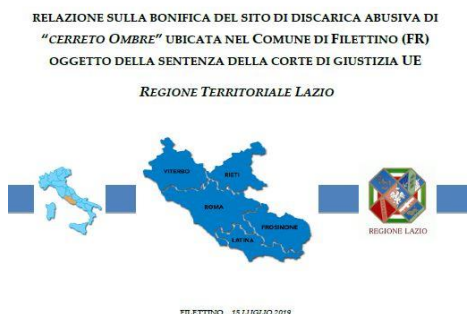 RELAZIONE SULLA BONIFICA DEL SITO DI DISCARICA ABUSIVA DI
"CERRETO OMBRE" UBICATA NEL COMUNE DI FILETTINO (FR)
OGGETTO DELLA SENTENZA DELLA CORTE DI GIUSTIZIA UE
REGIONE TERRITORIALE LAZIO
VITERBO
RIETI
ROMA
FROSINONE
LATINA
REGIONE LAZIO
FILETTINO 15 LUGLIO 2019